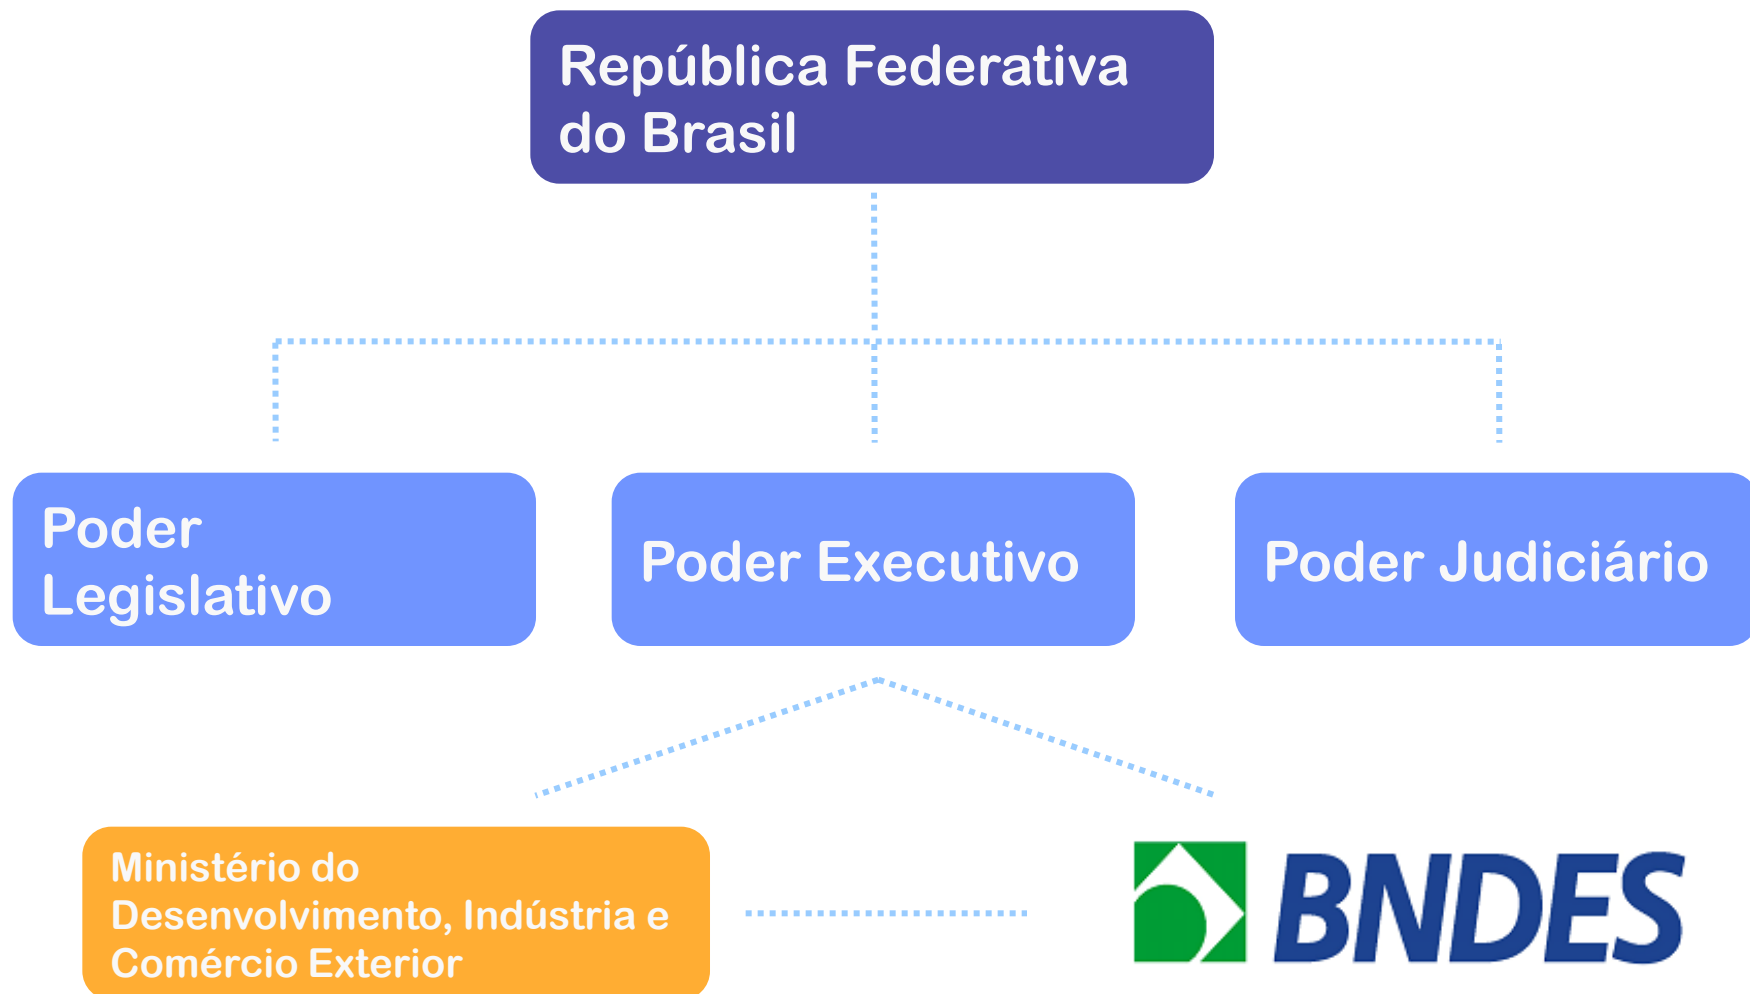 República Federativa
do Brasil
Poder
Legislativo
Poder Executivo
Poder Judiciário
Ministério do
Desenvolvimento, Indústria e
Comércio Exterior
BNDES